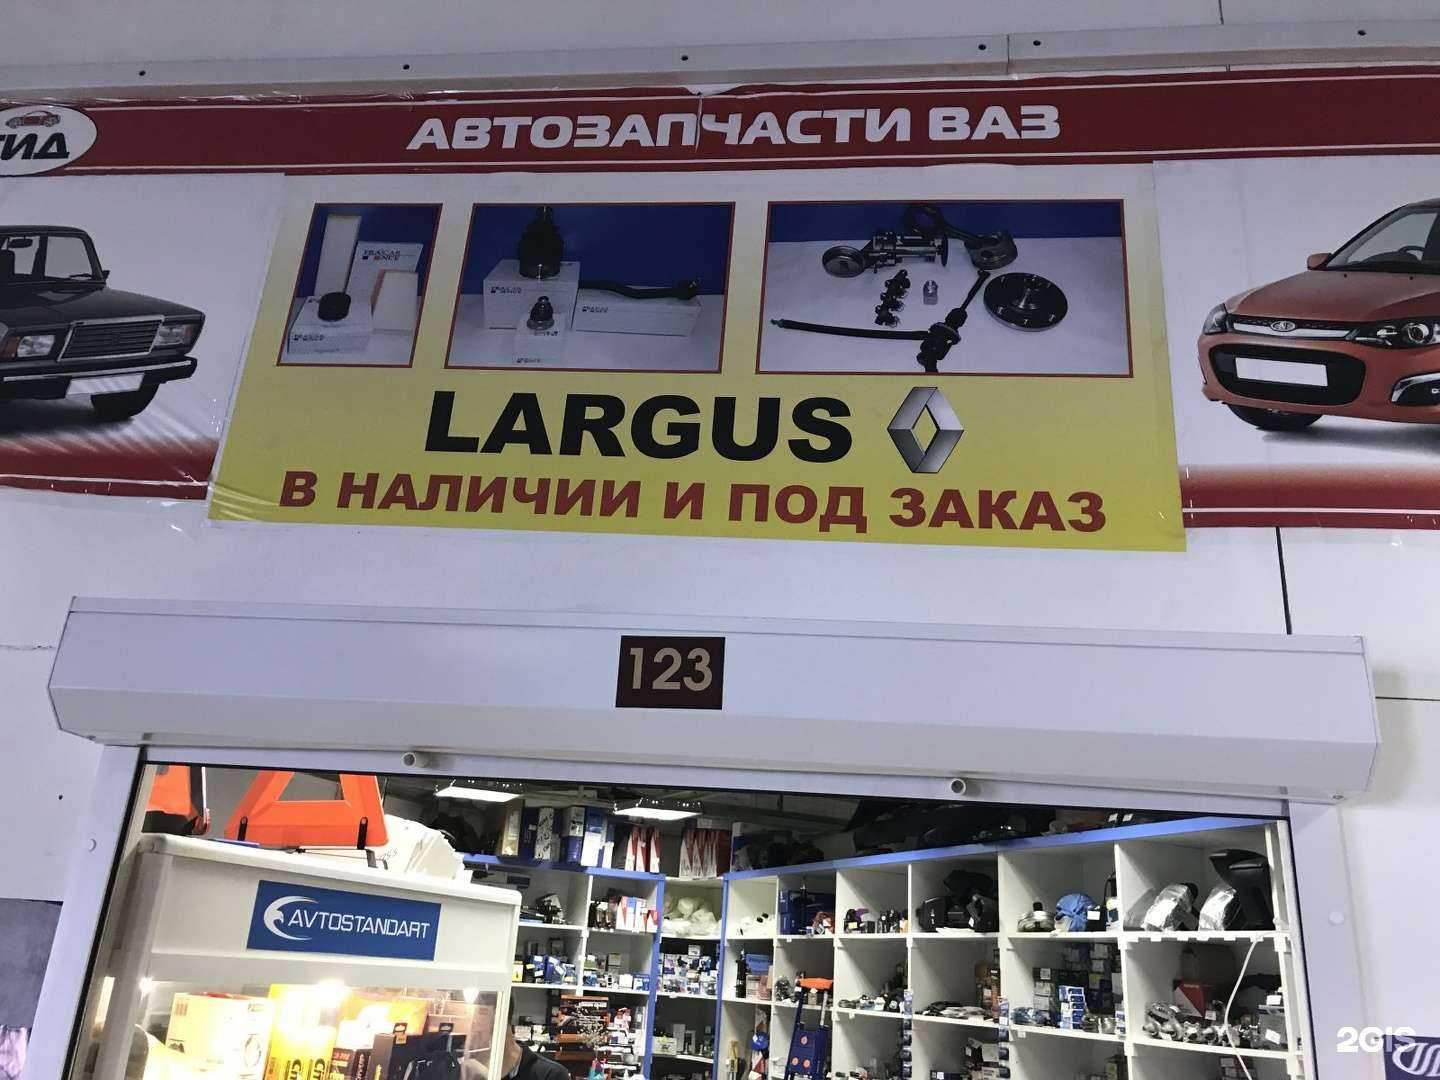 АВТОЗАПЧАСТИ ВАЗ
LARGUS
В НАЛИЧИИ И ПОД ЗАКАЗ
123
AVTOSTANDART
2GIS